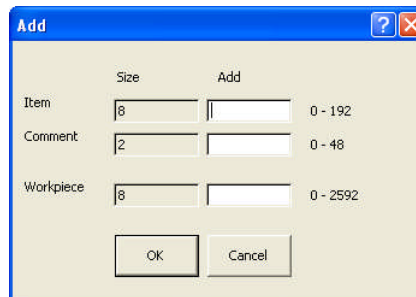 Add
Size Add
Item 8 0 - 192
Comment 2 0 - 48
Workpiece 8 0 - 2592
OK Cancel